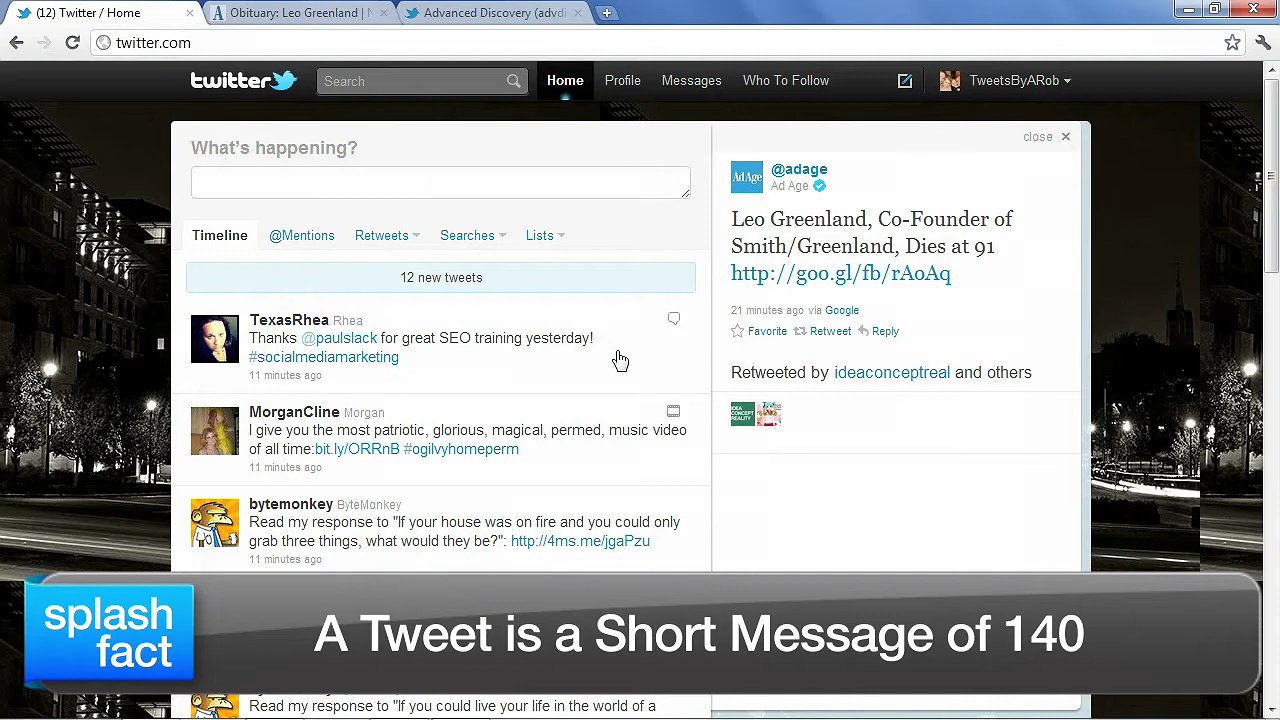 (12) Twitter / Home
Obituary: Leo Greenland |
Advanced Discovery (advdi
twitter.com
twitter
Search
Home
Profile
Messages
Who To Follow
TweetsByARob
What's happening?
Timeline
@Mentions
Retweets
Searches
Lists
12 new tweets
TexasRhea Rhea
Thanks @paulslack for great SEO training yesterday!
#socialmediamarketing
11 minutes ago
MorganCline Morgan
I give you thr most patriotic, glorious, magical, permed, music video
of all time:bit.ly/ORRnB #ogilvyhomeperm
11 minutes ago
bytemonkey ByteMonkey
Read my response to "If your house was on fire and you could only
grab three things, what would they be?": http://4ms.me/jgaPzu
11 minutes ago
Read my response to "If you could live your life in the world of a
close
Ad Age
@adage
Ad Age
Leo Greenland, Co-Founder of
Smith/Greenland, Dies at 91
http://goo.gl/fb/rAoAq
21 minutes ago via Google
Favorite Retweet Reply
Retweeted by ideaconceptreal and others
IDEA
CONCEPT
REALITY
splash
fact
A Tweet is a Short Message of 140